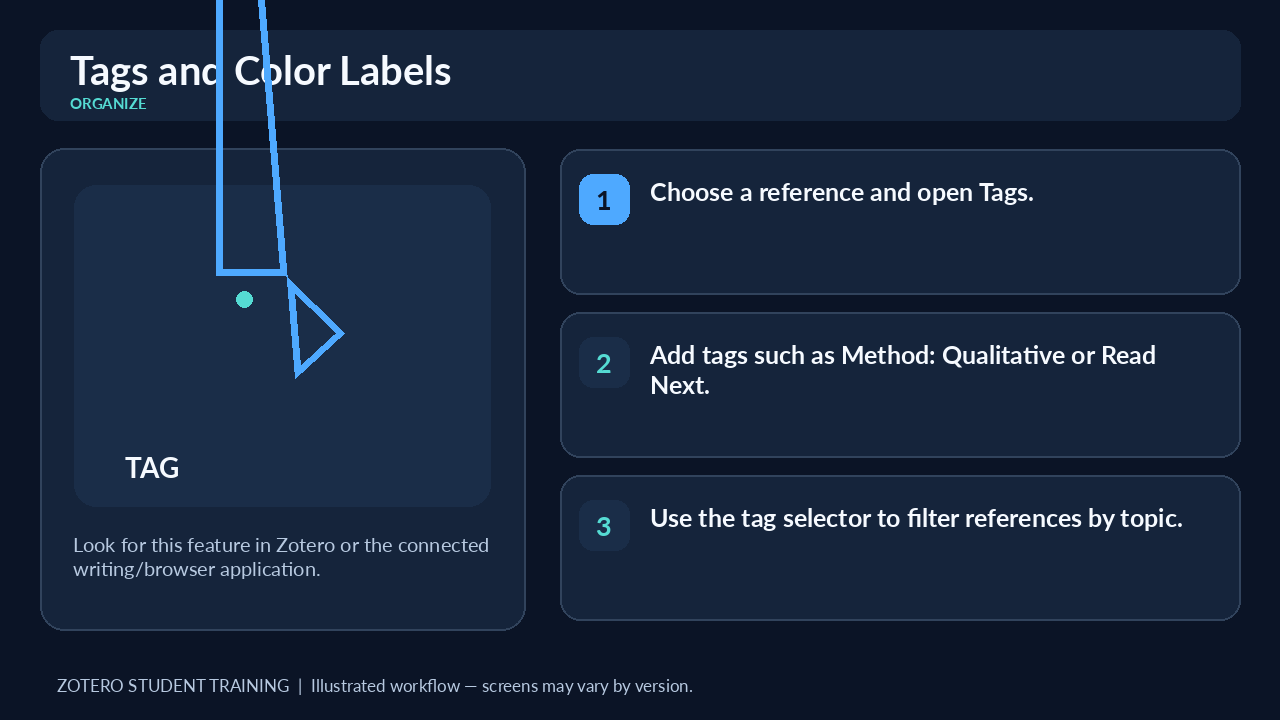 Tags and Color Labels
ORGANIZE
TAG
Look for this feature in Zotero or the connected
writing/browser application.
1
Choose a reference and open Tags.
2
Add tags such as Method: Qualitative or Read
Next.
3
Use the tag selector to filter references by topic.
ZOTERO STUDENT TRAINING | Illustrated workflow — screens may vary by version.